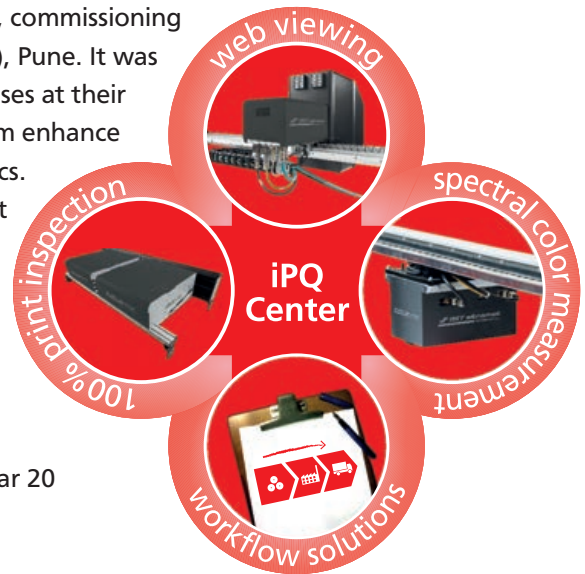 , commissioning
), Pune. It was
ses at their
m enhance
cs.
t
ar 20
web viewing
100% print inspection
iPQ
Center
spectral color measurement
workflow solutions